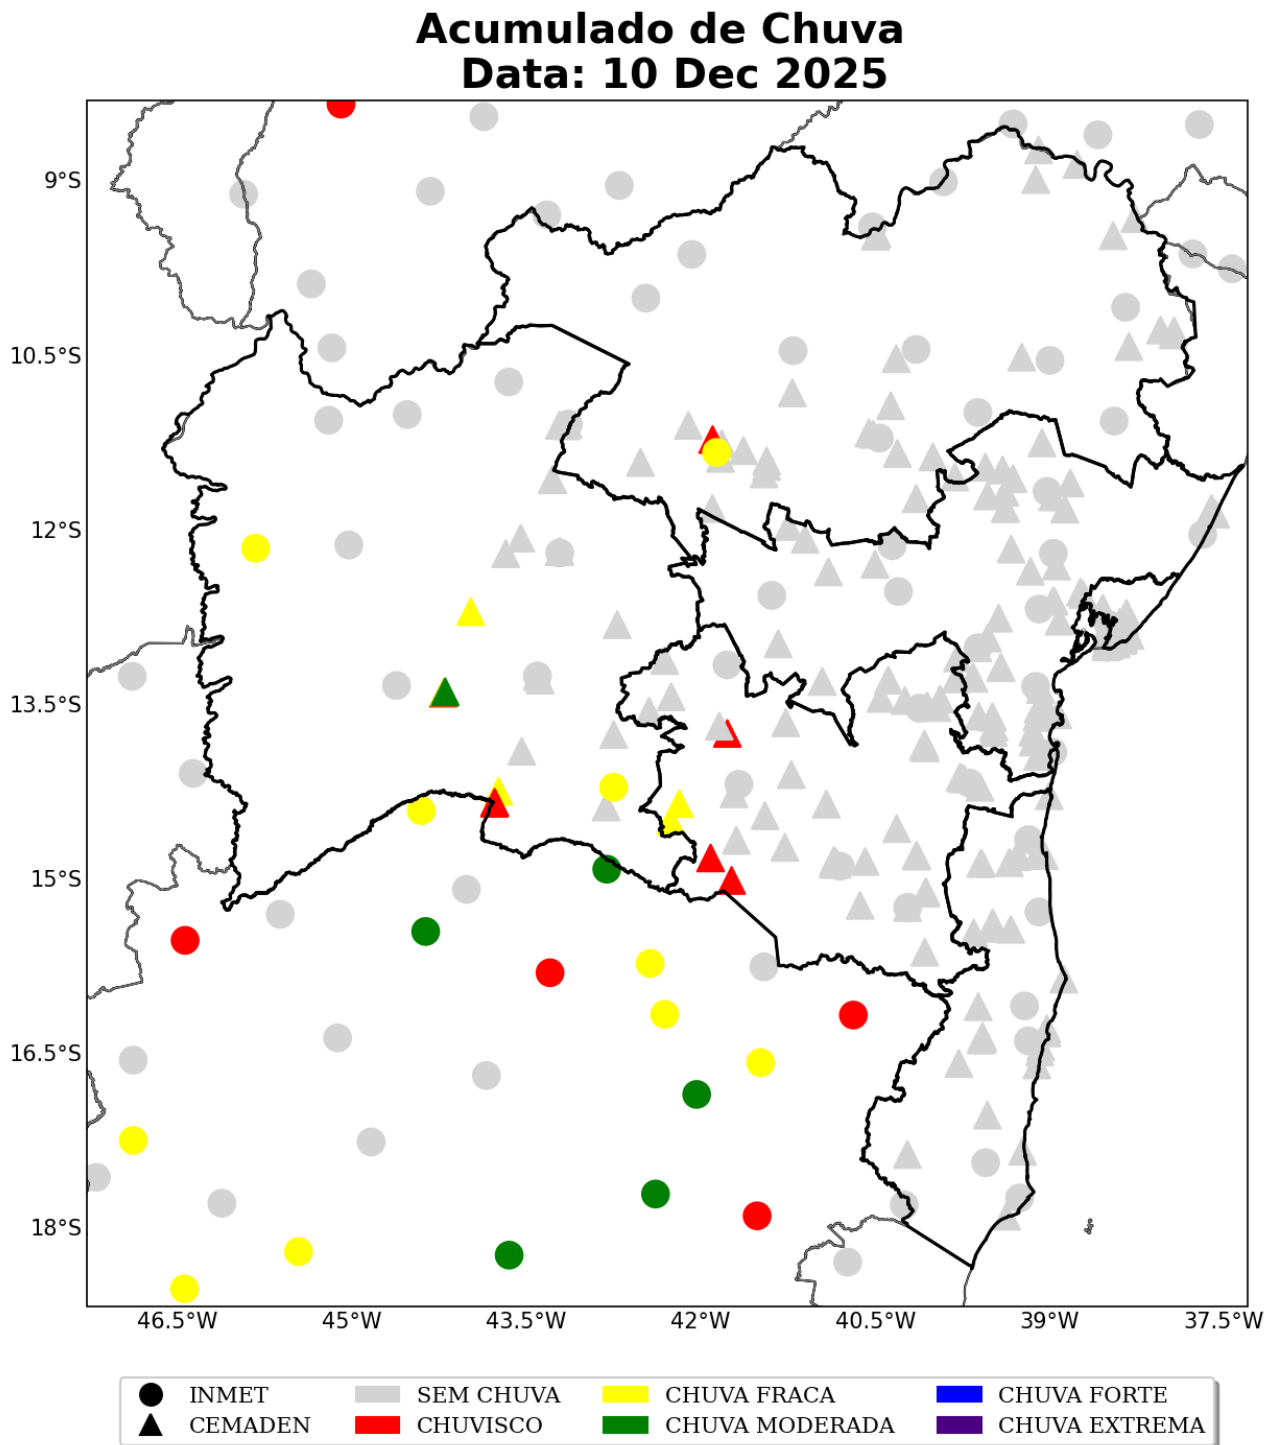 Acumulado de Chuva
Data: 10 Dec 2025
9°S
10.5°S
12°S
13.5°S
15°S
16.5°S
18°S
46.5°W 45°W 43.5°W 42°W 40.5°W 39°W 37.5°W
INMET SEM CHUVA CHUVA FRACA CHUVA FORTE
CEMADEN CHUVISCO CHUVA MODERADA CHUVA EXTREMA